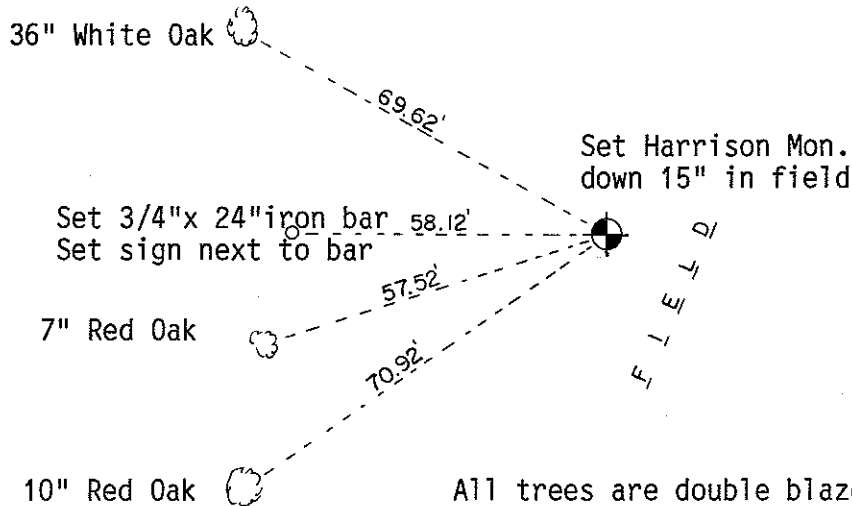 36" White Oak
69.62'
Set Harrison Mon.
down 15" in field
Set 3/4"x 24"iron bar 58.12'
Set sign next to bar
FIELD
57.52'
7" Red Oak
70.92'
10" Red Oak
All trees are double blaz